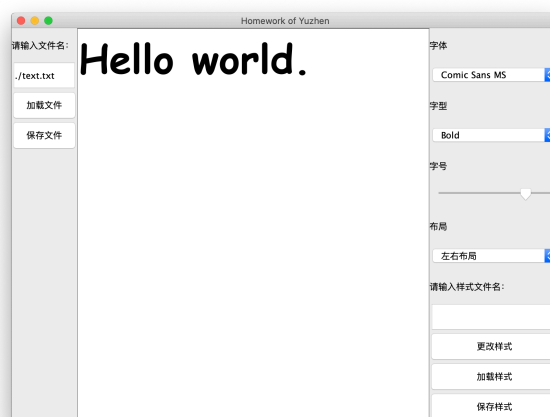 Homework of Yuzhen
请输入文件名：
./text.txt
加载文件
保存文件
Hello world.
字体
Comic Sans MS
字型
Bold
字号
布局
左右布局
请输入样式文件名：
更改样式
加载样式
保存样式